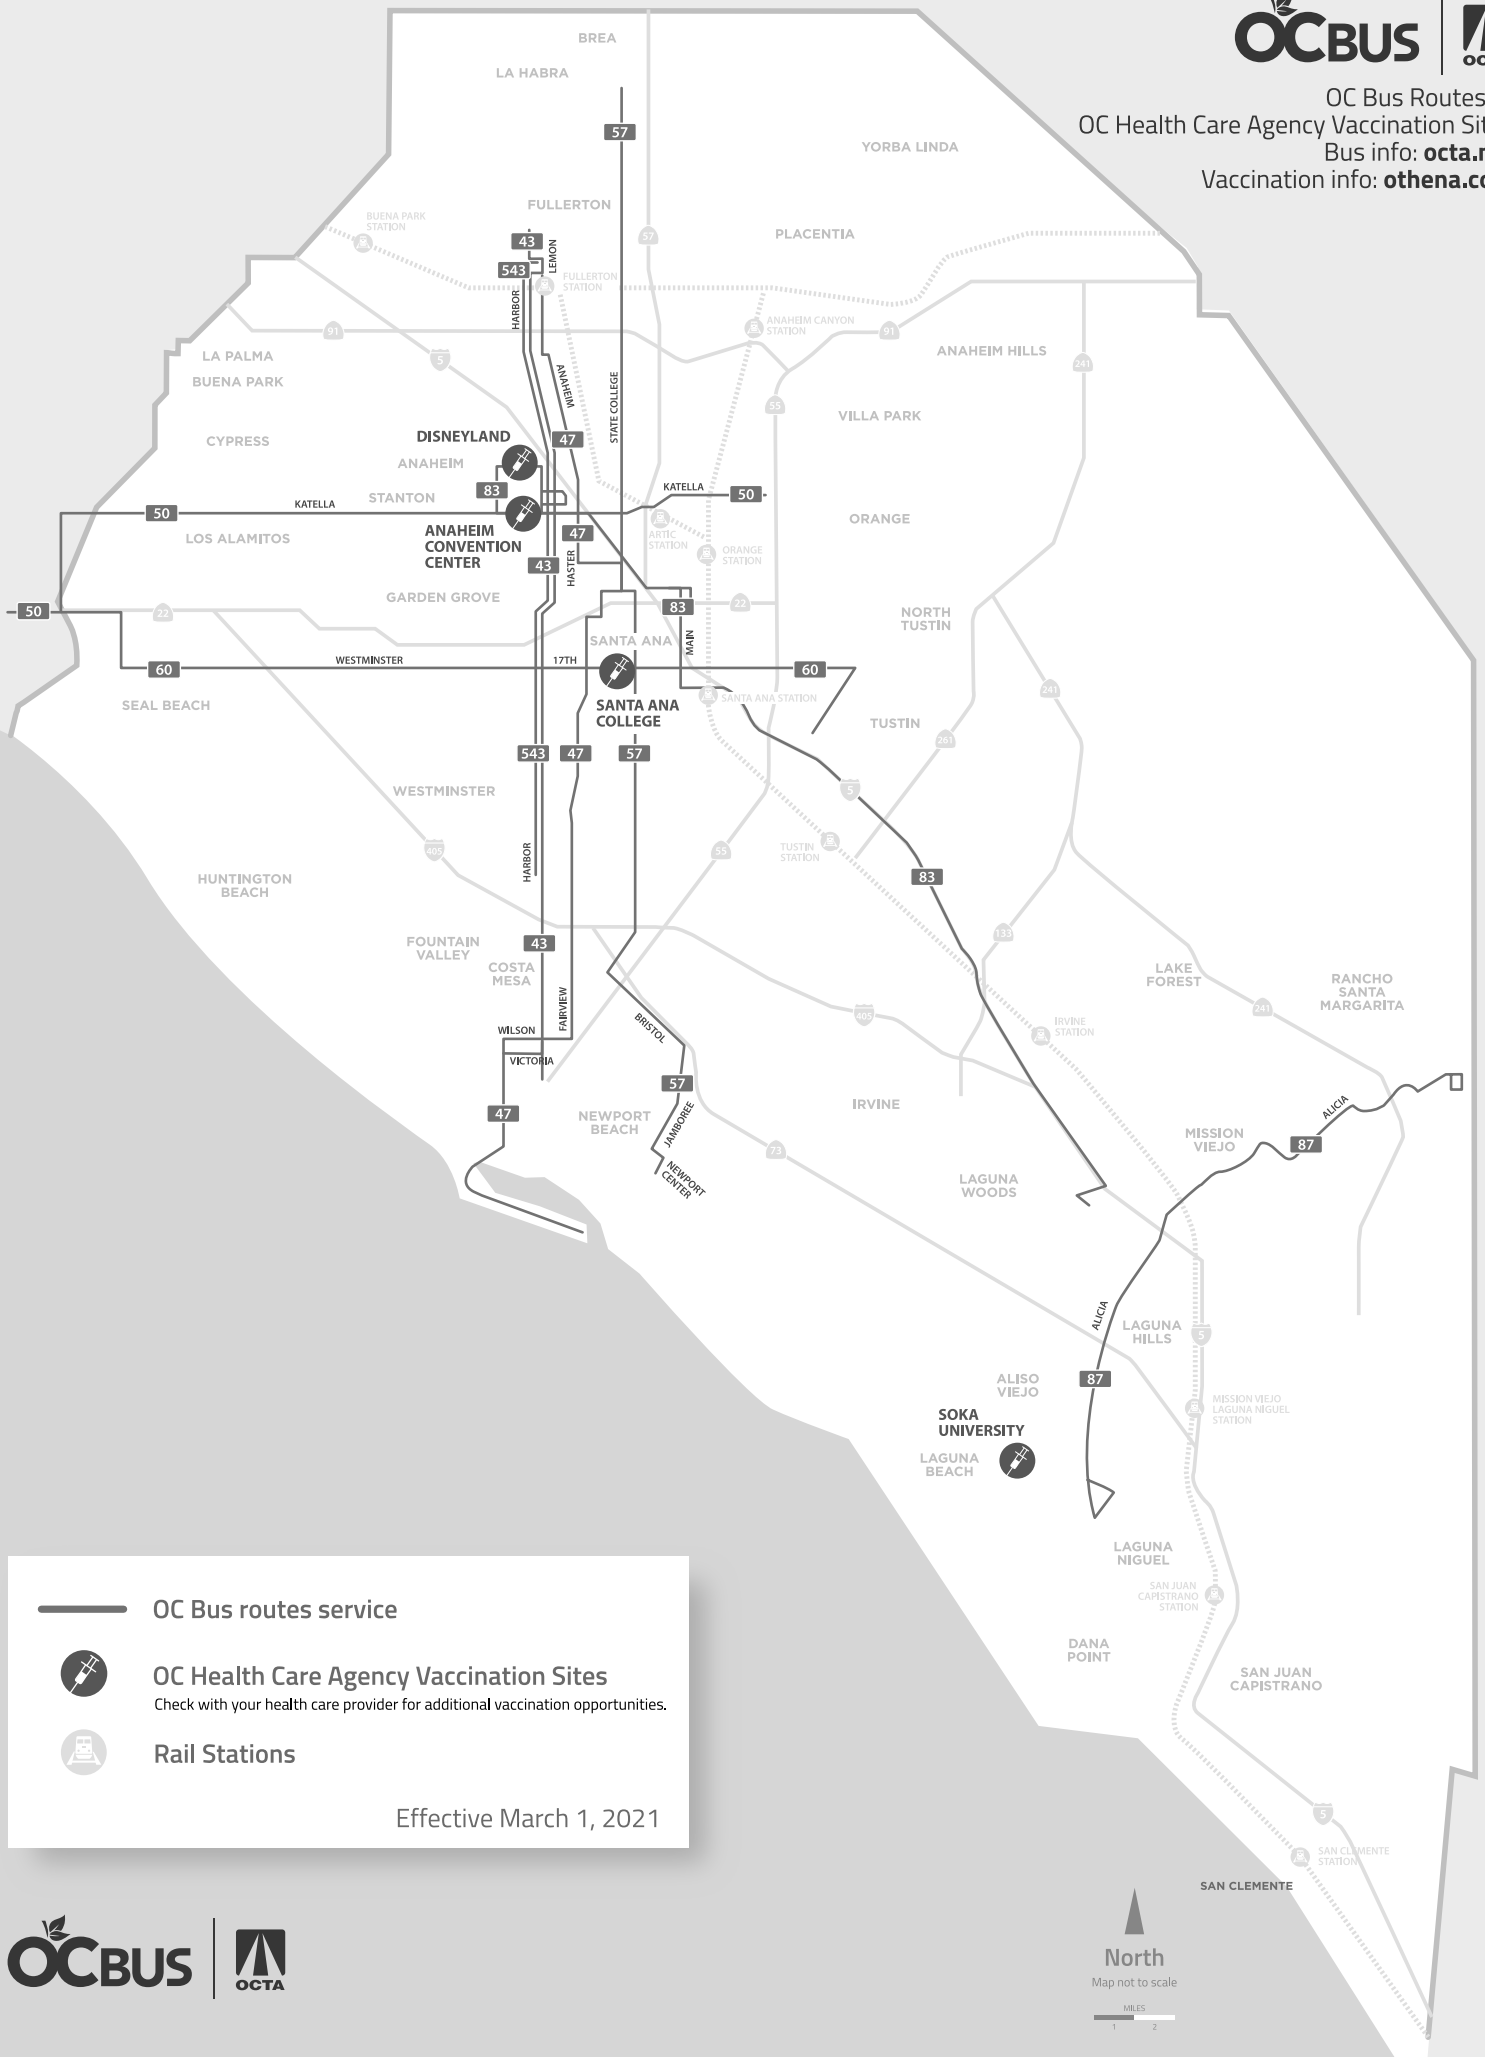 OCBUS
OC Bus Routes
OC Health Care Agency Vaccination
Bus info:
Vaccination info:
BREA
LA HABRA
57
YORBA LINDA
FULLERTON
BUENA PARK
STATION
57
PLACENTIA
43
LEMON
543
FULLERTON
STATION
HARBOR
91
ANAHEIM CANYON
STATION
91
LA PALMA
5
ANAHEIM HILLS
241
BUENA PARK
ANAHEIM
STATE COLLEGE
55
VILLA PARK
CYPRESS
DISNEYLAND
47
ANAHEIM
83
KATELLA
50
STANTON
KATELLA
50
ORANGE
LOS ALAMITOS
ANAHEIM
CONVENTION
CENTER
47
ARTIC
STATION
ORANGE
STATION
43
HASTER
GARDEN GROVE
50
22
83
22
NORTH
TUSTIN
SANTA ANA
MAIN
WESTMINSTER
17TH
60
60
SANTA ANA STATION
241
SEAL BEACH
SANTA ANA
COLLEGE
TUSTIN
261
543
47
57
WESTMINSTER
5
405
HARBOR
55
TUSTIN
STATION
HUNTINGTON
BEACH
83
FOUNTAIN
VALLEY
43
133
COSTA
MESA
LAKE
FOREST
RANCHO
SANTA
MARGARITA
FAIRVIEW
405
241
WILSON
BRISTOL
IRVINE
STATION
VICTORIA
57
47
NEWPORT
BEACH
JAMBOREE
IRVINE
ALICIA
MISSION
VIEJO
87
73
NEWPORT
CENTER
LAGUNA
WOODS
ALICIA
LAGUNA
HILLS
5
ALISO
VIEJO
87
MISSION VIEJO
LAGUNA NIGUEL
STATION
SOKA
UNIVERSITY
LAGUNA
BEACH
LAGUNA
NIGUEL
SAN JUAN
CAPISTRANO
STATION
DANA
POINT
SAN JUAN
CAPISTRANO
5
SAN CLEMENTE
STATION
SAN CLEMENTE
OC Bus routes service
OC Health Care Agency Vaccination Sites
Check with your health care provider for additional vaccination opportunities.
Rail Stations
Effective March 1, 2021
OCBUS
OCTA
North
Map not to scale
MILES
1 2